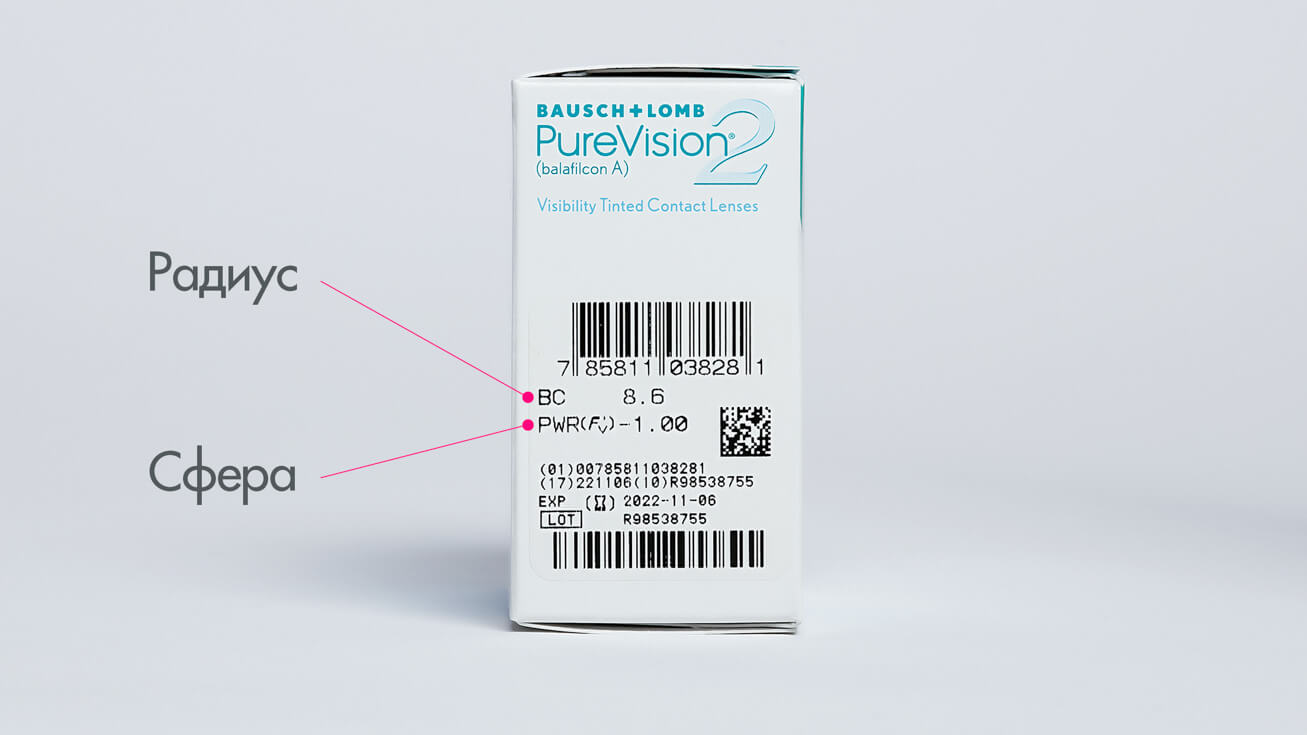 BAUSCH+LOMB
PureVision® 2
(balafilcon A)
Visibility Tinted Contact Lenses
Радиус
7 85811 03828 1
BC 8.6
PWR(F'v)-1.00
Сфера
(01)00785811038281
(17)221106(10)R98538755
EXP 2022-11-06
LOT R98538755